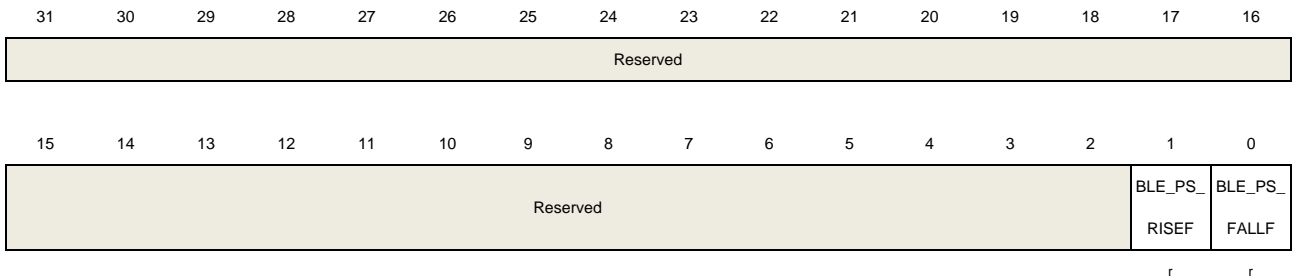 31 30 29 28 27 26 25 24 23 22 21 20 19 18 17 16
Reserved
15 14 13 12 11 10 9 8 7 6 5 4 3 2 1 0
Reserved
BLE_PS_ BLE_PS_
RISEF FALLF